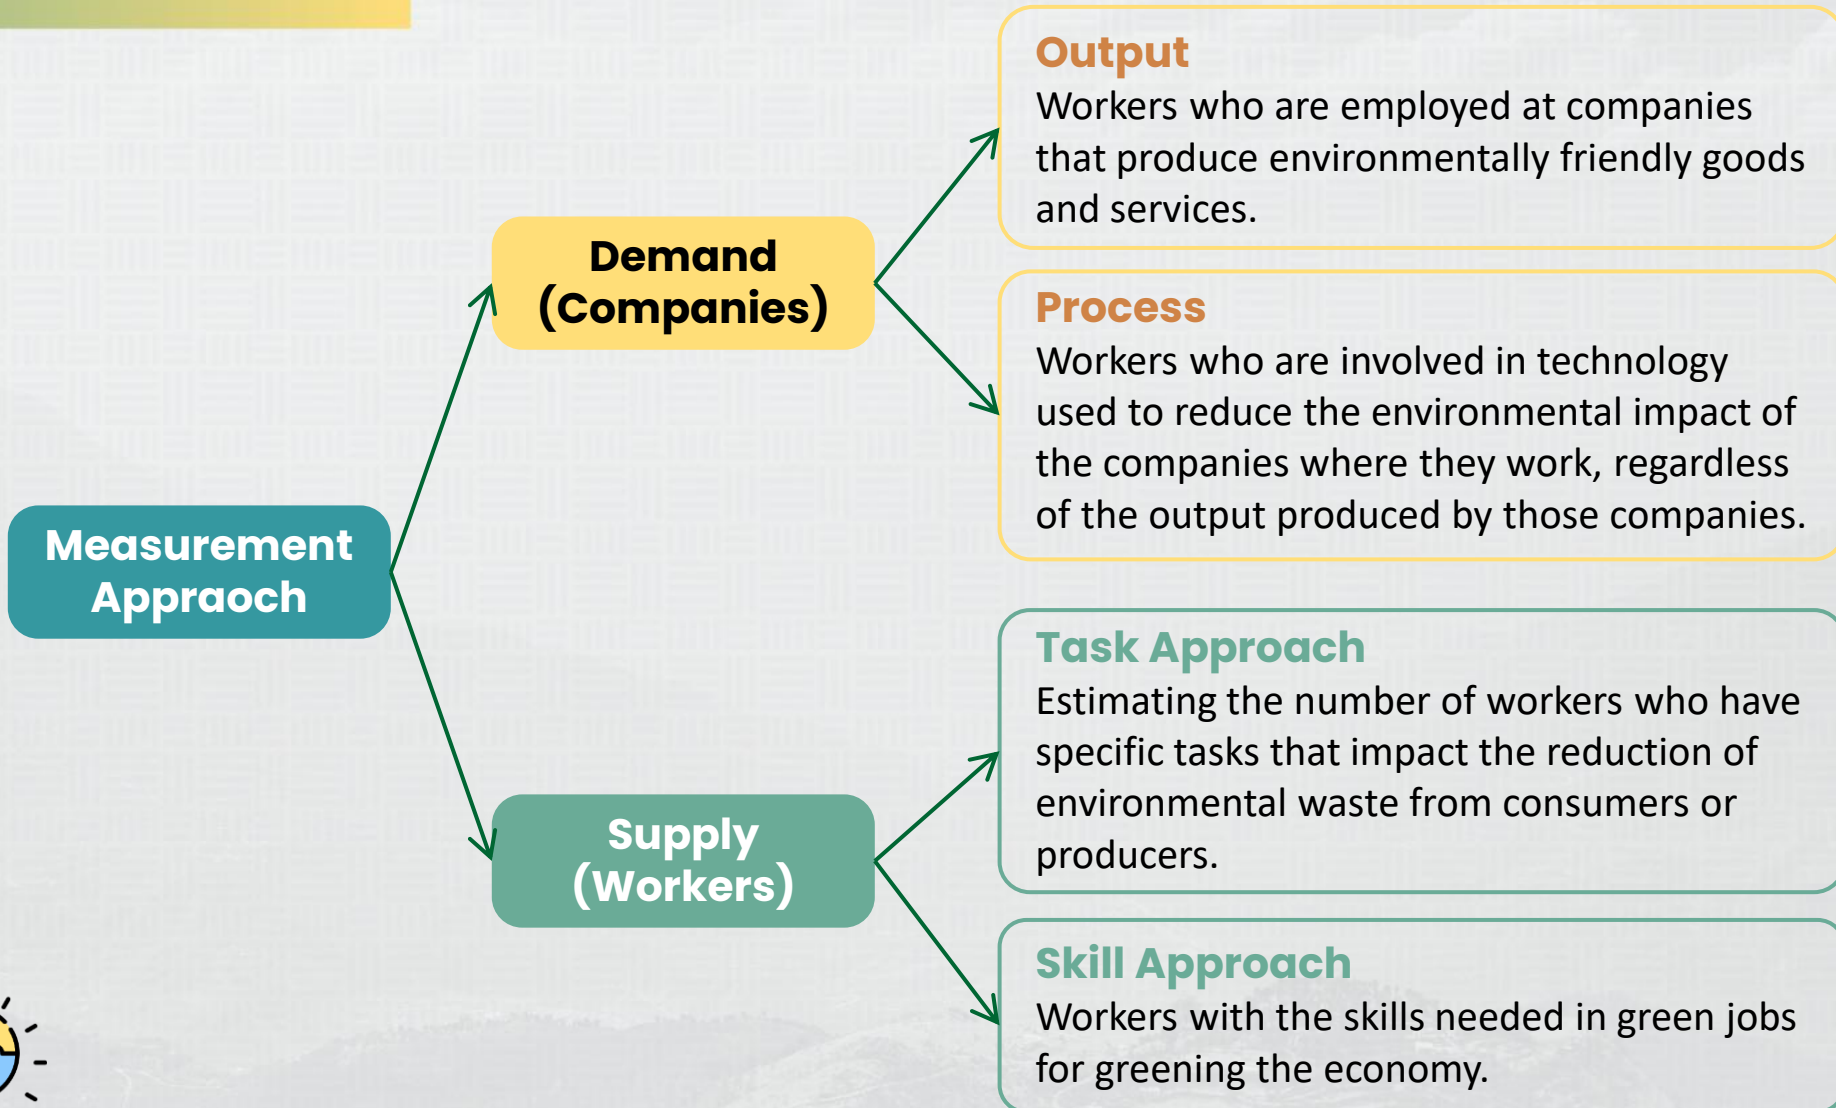 Measurement
Appraoch
Demand
(Companies)
Output
Workers who are employed at companies
that produce environmentally friendly goods
and services.
Process
Workers who are involved in technology
used to reduce the environmental impact of
the companies where they work, regardless
of the output produced by those companies.
Supply
(Workers)
Task Approach
Estimating the number of workers who have
specific tasks that impact the reduction of
environmental waste from consumers or
producers.
Skill Approach
Workers with the skills needed in green jobs
for greening the economy.